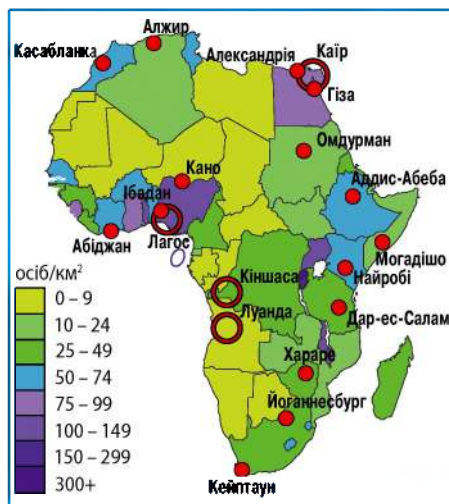 Алжир
Касабланка
Александрія
Каїр
Гіза
Омдурман
Кано
Ібадан
Аддис-Абеба
Лагос
Абіджан
Могадішо
Кіншаса
Найробі
Луанда
Дар-ес-Салам
Хараре
Йоганнесбург
Кейптаун
осіб/км²
0 – 9
10 – 24
25 – 49
50 – 74
75 – 99
100 – 149
150 – 299
300+